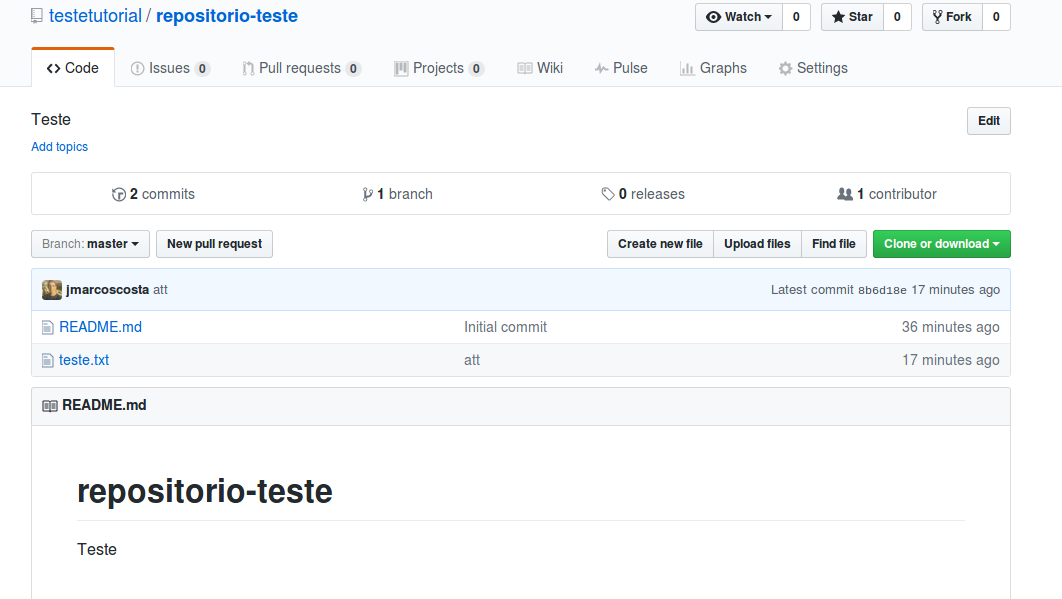 testetutorial / repositorio-teste Watch 0 Star 0 Fork 0
Code Issues 0 Pull requests 0 Projects 0 Wiki Pulse Graphs Settings
Teste Edit
Add topics
2 commits 1 branch 0 releases 1 contributor
Branch: master New pull request Create new file Upload files Find file Clone or download
jmarcoscosta att Latest commit 8b6d18e 17 minutes ago
README.md Initial commit 36 minutes ago
teste.txt att 17 minutes ago
README.md
repositorio-teste
Teste